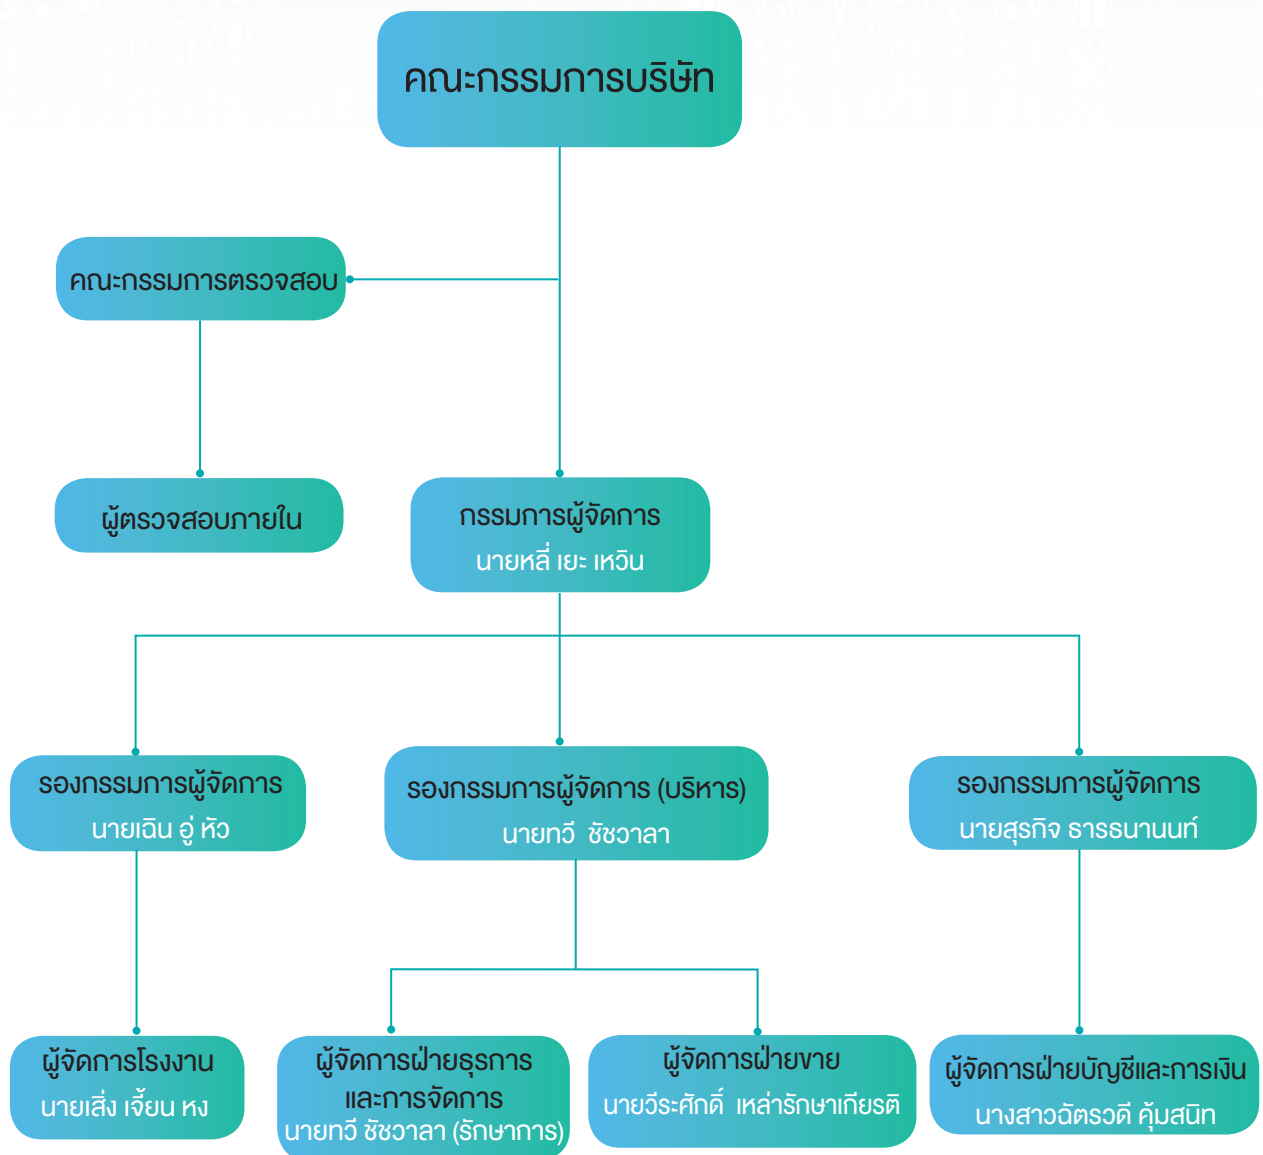 คณะกรรมการบริษัท
คณะกรรมการตรวจสอบ
ผู้ตรวจสอบภายใน
กรรมการผู้จัดการ
นายหลี่ เยะ เหวิน
รองกรรมการผู้จัดการ
นายเฉิน อู่ หัว
รองกรรมการผู้จัดการ (บริหาร)
นายทวี ชัชวาลา
รองกรรมการผู้จัดการ
นายสุรกิจ ธารธนานนท์
ผู้จัดการโรงงาน
นายเสิ่ง เจี้ยน หง
ผู้จัดการฝ่ายธุรการ
และการจัดการ
นายทวี ชัชวาลา (รักษาการ)
ผู้จัดการฝ่ายขาย
นายวีระศักดิ์ เหล่ารักษาเกียรติ
ผู้จัดการฝ่ายบัญชีและการเงิน
นางสาวฉัตรวดี คุ้มสนิท